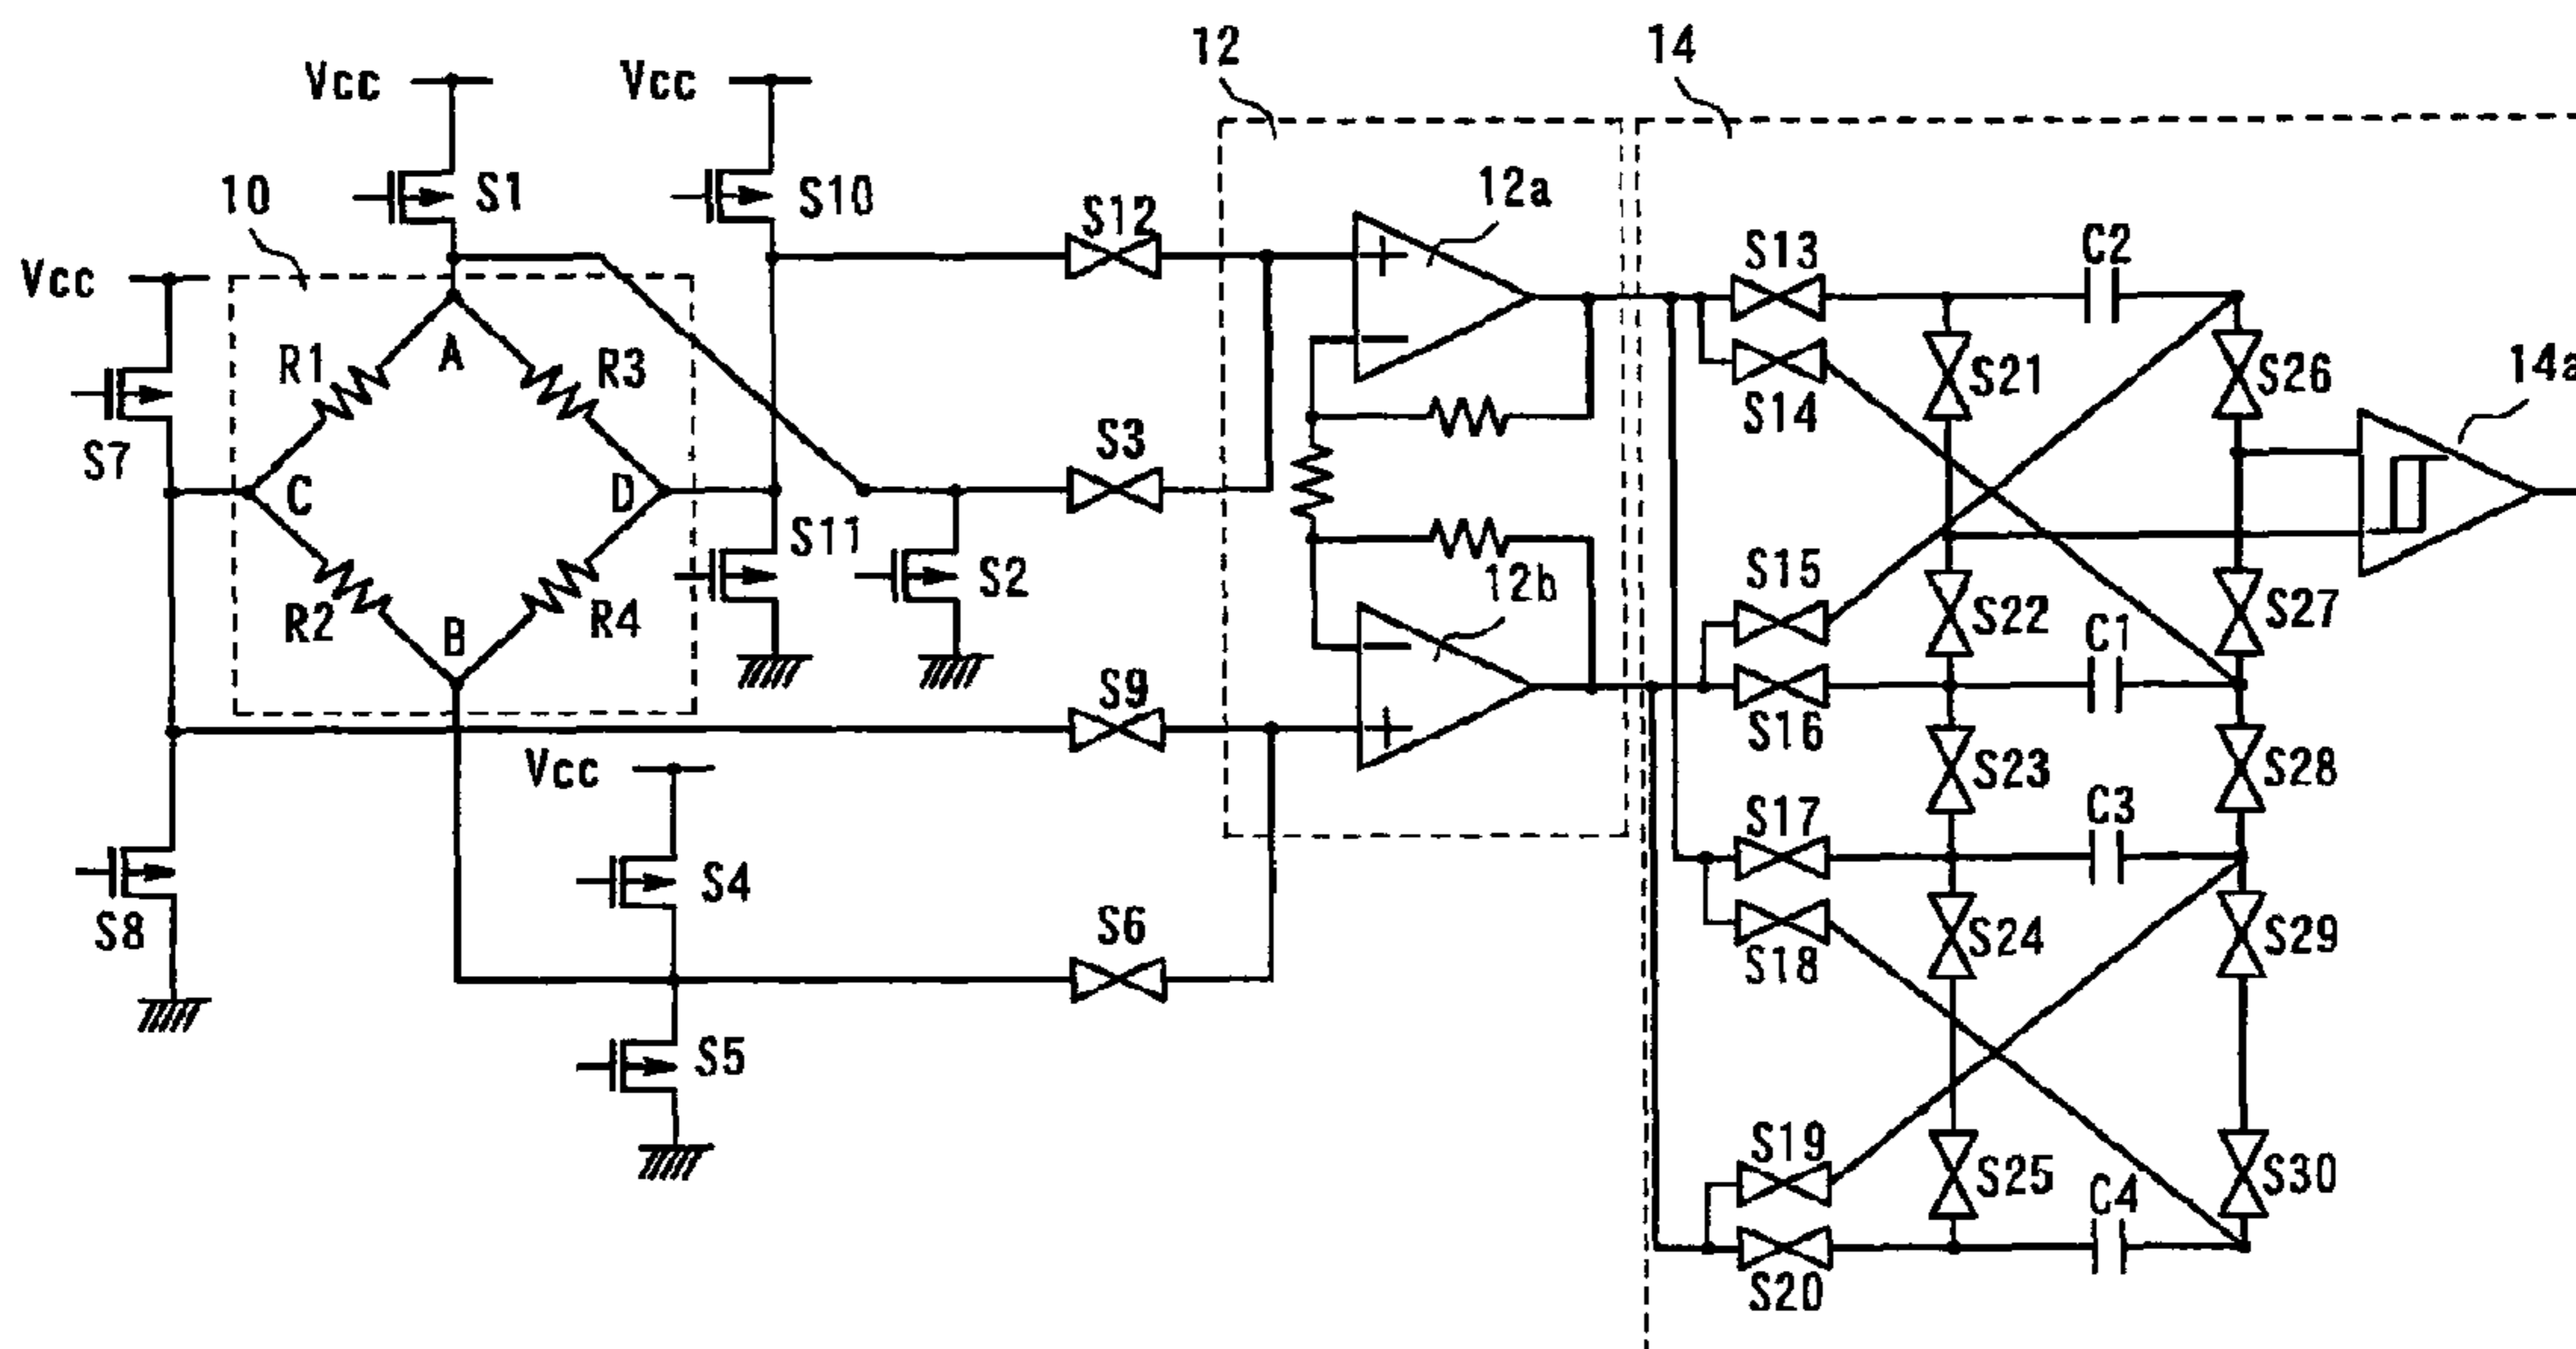 12
14
Vcc
Vcc
12a
S1
S10
10
S12
S13
C2
Vcc
14a
A
R1
R3
S21
S26
S14
S7
S3
C
D
S11
S15
S2
12b
R2
B
R4
S22
C1
S27
S9
S16
Vcc
S23
S28
C3
S17
S4
S8
S6
S24
S29
S18
S5
S19
S25
C4
S30
S20